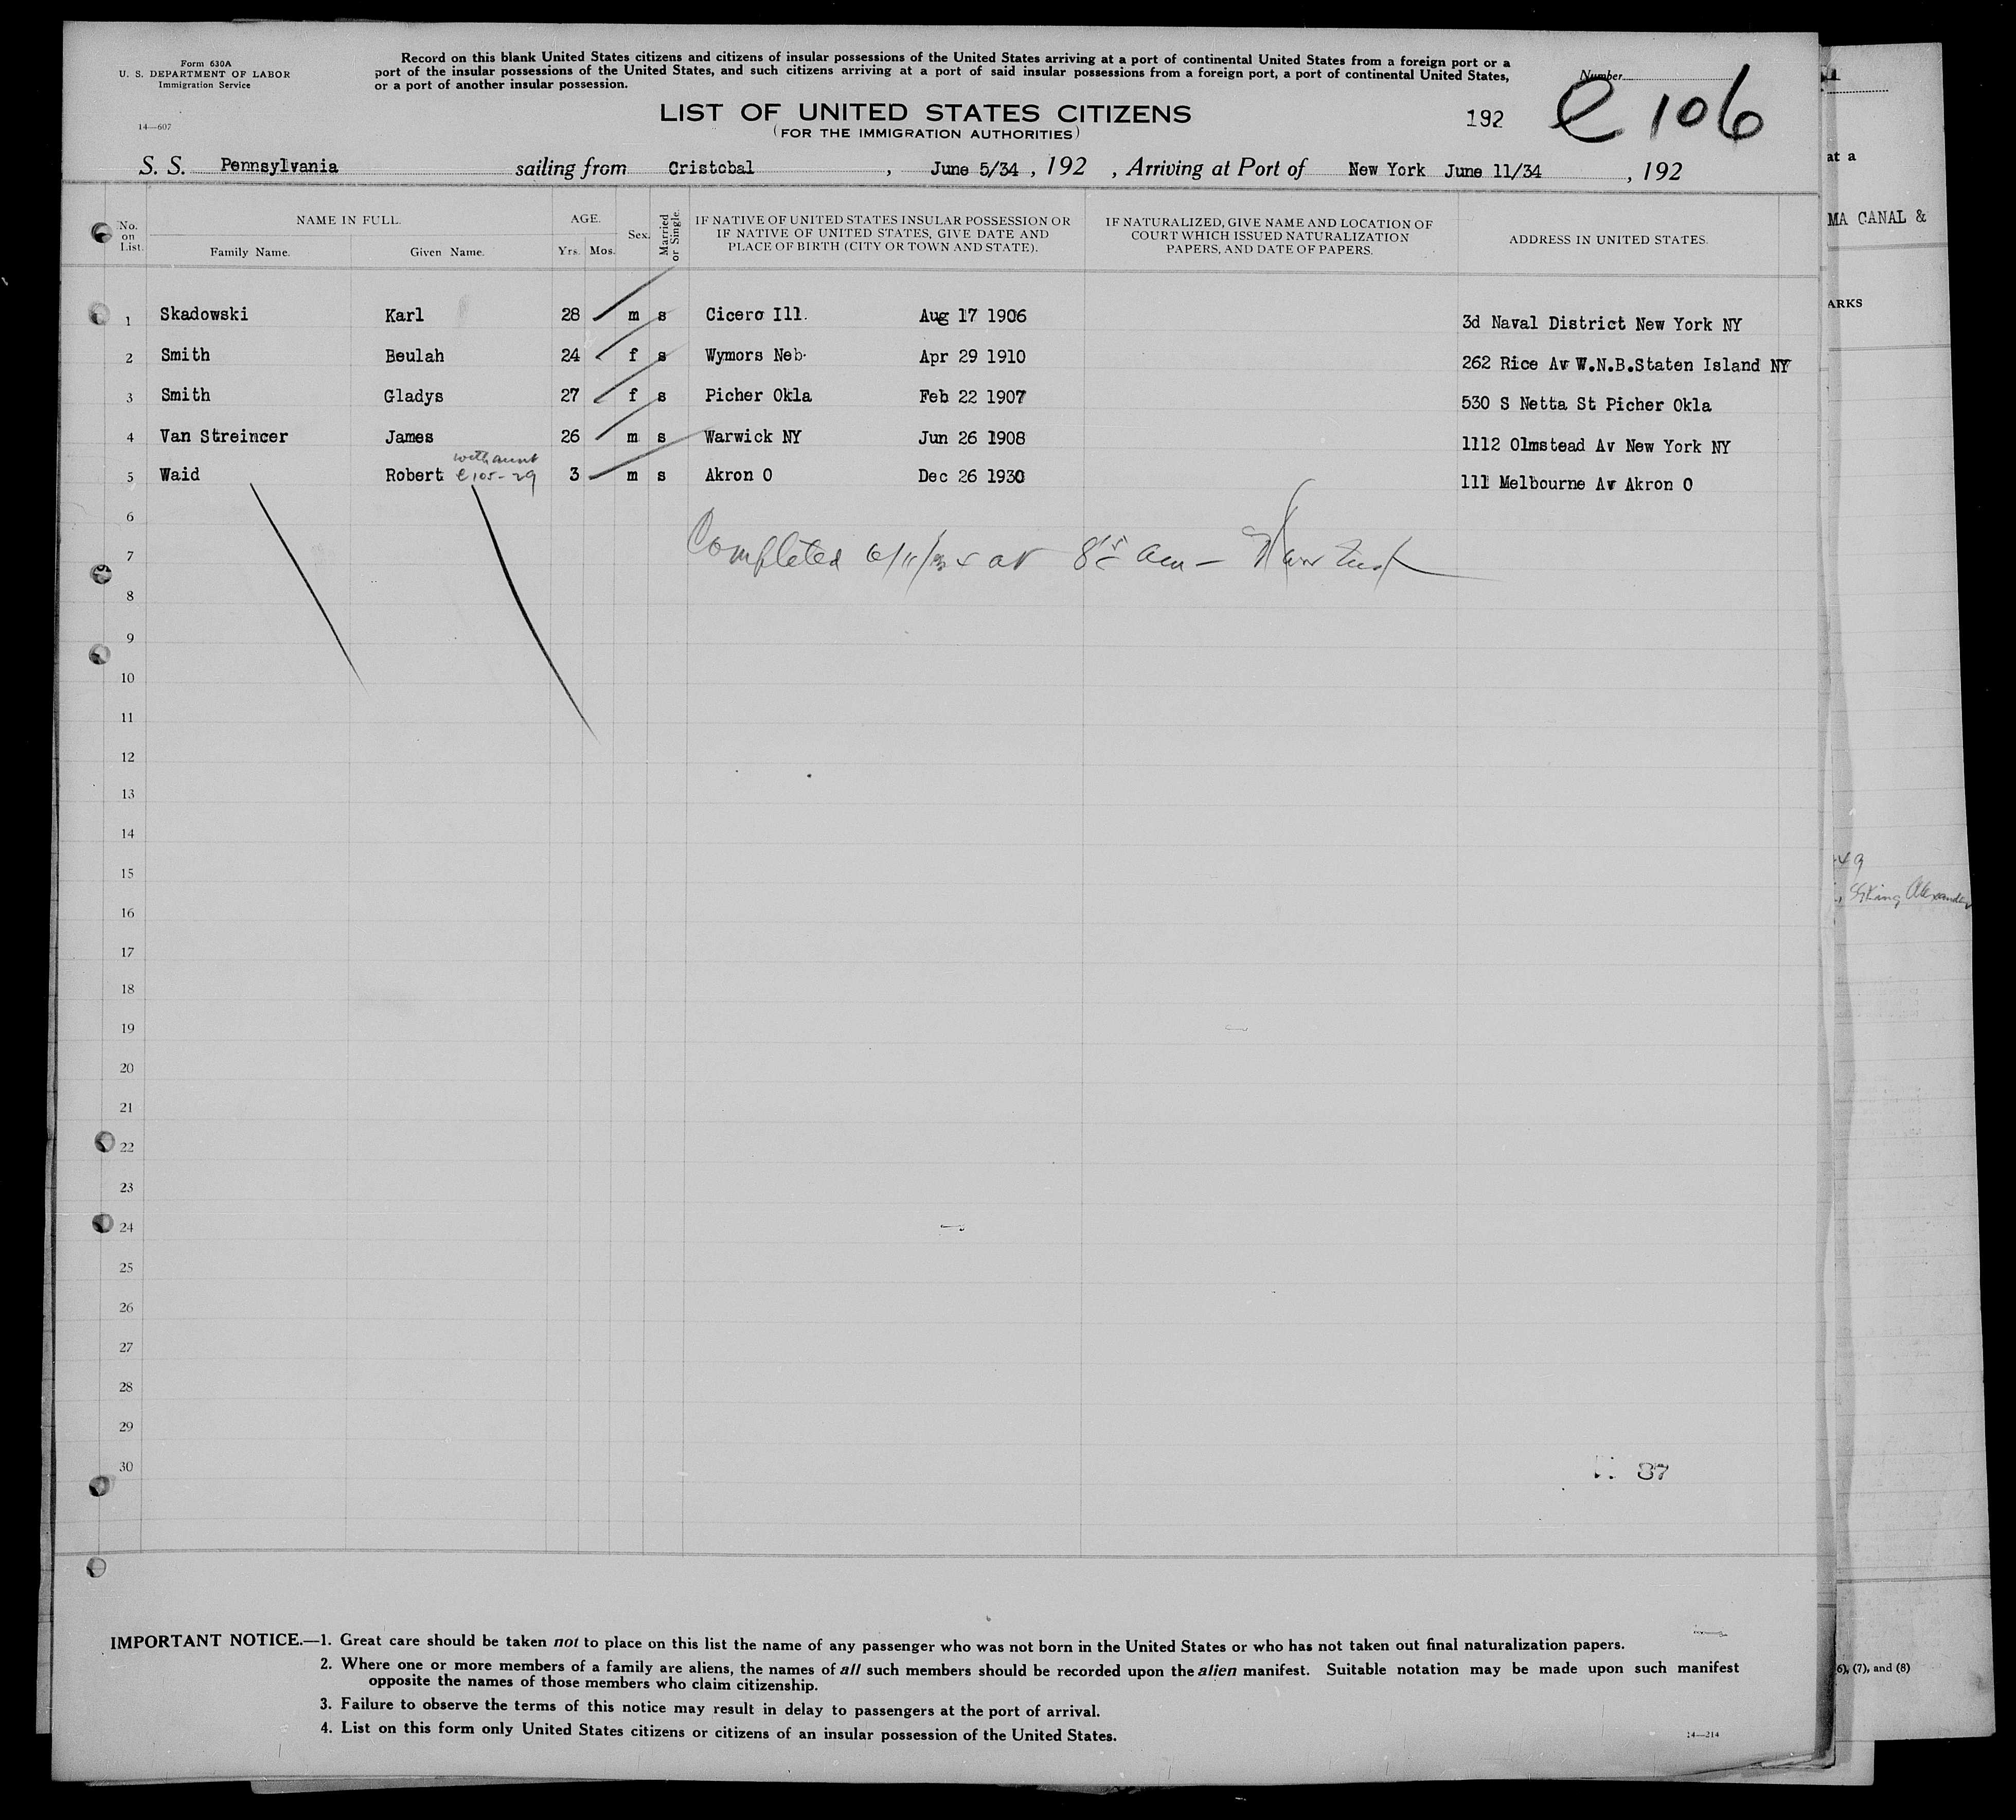 Form 630A
U. S. DEPARTMENT OF LABOR
Immigration Service
14—607
Record on this blank United States citizens and citizens of insular possessions of the United States arriving at a port of continental United States from a foreign port or a
port of the insular possessions of the United States, and such citizens arriving at a port of said insular possessions from a foreign port, a port of continental United States,
or a port of another insular possession.
Number
LIST OF UNITED STATES CITIZENS
(FOR THE IMMIGRATION AUTHORITIES)
192
e 106
S. S. Pennsylvania sailing from Cristobal , June 5/34 , 192 , Arriving at Port of New York June 11/34 , 192
No. on List. NAME IN FULL. Family Name. Given Name. AGE. Yrs. Mos. Sex. Married or Single. IF NATIVE OF UNITED STATES INSULAR POSSESSION OR IF NATIVE OF UNITED STATES, GIVE DATE AND PLACE OF BIRTH (CITY OR TOWN AND STATE). IF NATURALIZED, GIVE NAME AND LOCATION OF COURT WHICH ISSUED NATURALIZATION PAPERS, AND DATE OF PAPERS. ADDRESS IN UNITED STATES.
1 Skadowski Karl 28 m s Cicero Ill. Aug 17 1906 3d Naval District New York NY
2 Smith Beulah 24 f s Wymors Neb. Apr 29 1910 262 Rice Av W.N.B.Staten Island NY
3 Smith Gladys 27 f s Picher Okla Feb 22 1907 530 S Netta St Picher Okla
4 Van Streincer James 26 m s Warwick NY Jun 26 1908 1112 Olmstead Av New York NY
with aunt
5 Waid Robert e105-29 3 m s Akron O Dec 26 1930 111 Melbourne Av Akron O
6
Completed 6/11/34 at 8 15 am —
7
8
9
10
11
12
13
14
15
16
17
18
19
20
21
22
23
24
25
26
27
28
29
30
87
IMPORTANT NOTICE.—1. Great care should be taken not to place on this list the name of any passenger who was not born in the United States or who has not taken out final naturalization papers.
2. Where one or more members of a family are aliens, the names of all such members should be recorded upon the alien manifest. Suitable notation may be made upon such manifest
opposite the names of those members who claim citizenship.
3. Failure to observe the terms of this notice may result in delay to passengers at the port of arrival.
4. List on this form only United States citizens or citizens of an insular possession of the United States.
14—214
at a
MA CANAL &
ARKS
49
King Alexander
6), (7), and (8)